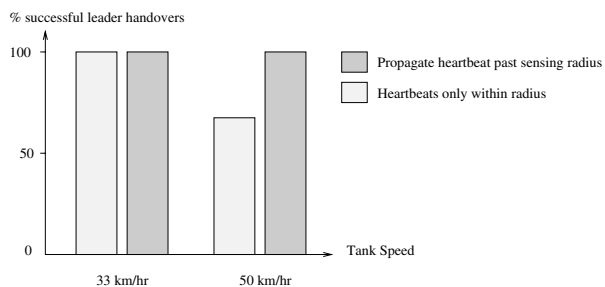 % successful leader handovers
100
50
0
33 km/hr
50 km/hr
Tank Speed
Propagate heartbeat past sensing radius
Heartbeats only within radius